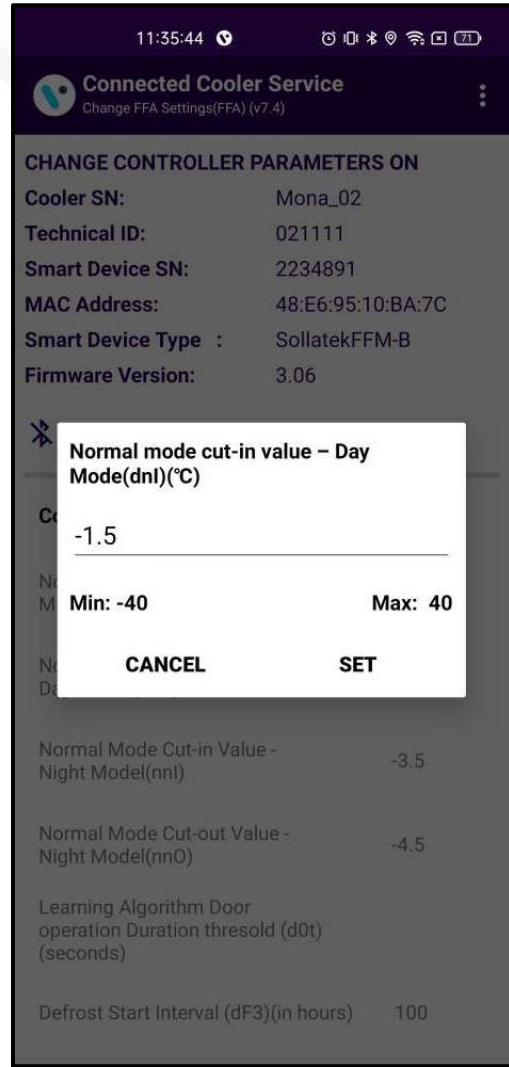 11:35:44
71
Connected Cooler Service
Change FFA Settings(FFA) (v7.4)
CHANGE CONTROLLER PARAMETERS ON
Cooler SN: Mona_02
Technical ID: 021111
Smart Device SN: 2234891
MAC Address: 48:E6:95:10:BA:7C
Smart Device Type : SollatekFFM-B
Firmware Version: 3.06
Normal mode cut-in value – Day
Mode(dnI)(°C)
-1.5
Min: -40 Max: 40
CANCEL SET
Normal Mode Cut-in Value -
Night Model(nnI) -3.5
Normal Mode Cut-out Value -
Night Model(nnO) -4.5
Learning Algorithm Door
operation Duration thresold (d0t)
(seconds)
Defrost Start Interval (dF3)(in hours) 100